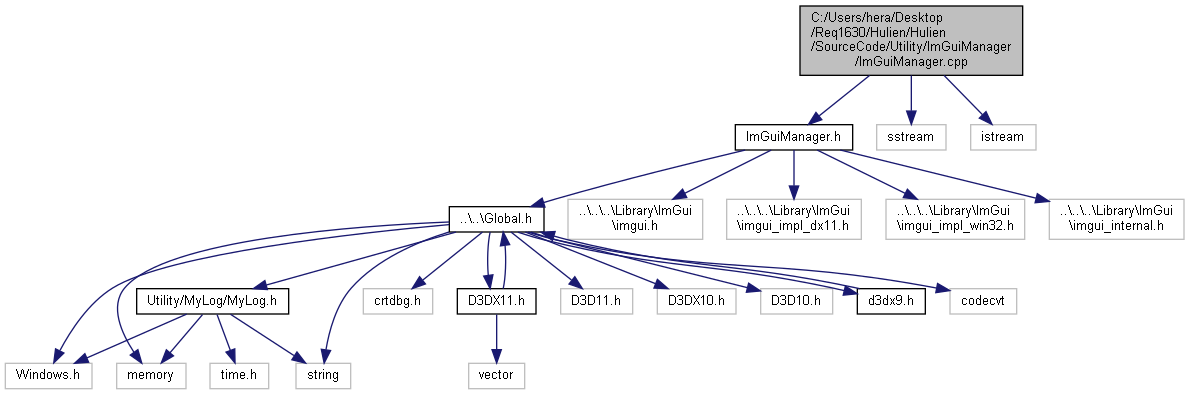 C:/Users/hera/Desktop
/Req1630/Hulien/Hulien
/SourceCode/Utility/ImGuiManager
/ImGuiManager.cpp
ImGuiManager.h
sstream
istream
..\..\Global.h
..\..\..\Library\ImGui
\imgui.h
..\..\..\Library\ImGui
\imgui_impl_dx11.h
..\..\..\Library\ImGui
\imgui_impl_win32.h
..\..\..\Library\ImGui
\imgui_internal.h
Utility/MyLog/MyLog.h
crtdbg.h
D3DX11.h
D3D11.h
D3DX10.h
D3D10.h
d3dx9.h
codecvt
Windows.h
memory
time.h
string
vector